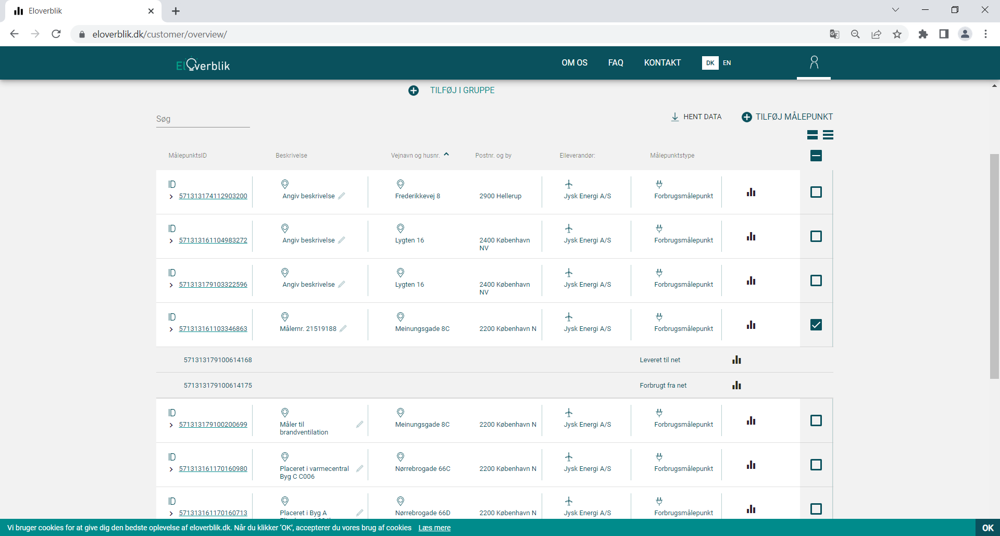 Eloverblik
eloverblik.dk/customer/overview/
ElOverblik
OM OS FAQ KONTAKT DK EN
TILFØJ I GRUPPE
Søg
HENT DATA TILFØJ MÅLEPUNKT
MålepunktsID Beskrivelse Vejnavn og husnr. Postnr. og by Elleverandør: Målepunktstype
ID
571313174112903200 Angiv beskrivelse Frederikkevej 8 2900 Hellerup Jysk Energi A/S Forbrugsmålepunkt
ID
571313161104983272 Angiv beskrivelse Lygten 16 2400 København Jysk Energi A/S Forbrugsmålepunkt
NV
ID
571313179103322596 Angiv beskrivelse Lygten 16 2400 København Jysk Energi A/S Forbrugsmålepunkt
NV
ID
571313161103346863 Målernr. 21519188 Meinungsgade 8C 2200 København N Jysk Energi A/S Forbrugsmålepunkt
571313179100614168 Leveret til net
571313179100614175 Forbrugt fra net
ID
571313179100200699 Måler til Meinungsgade 8C 2200 København N Jysk Energi A/S Forbrugsmålepunkt
brandventilation
ID
571313161170160980 Placeret i varmecentral Nørrebrogade 66C 2200 København N Jysk Energi A/S Forbrugsmålepunkt
Byg C C006
ID
571313161170160713 Placeret i Byg A Nørrebrogade 66D 2200 København N Jysk Energi A/S Forbrugsmålepunkt
Vi bruger cookies for at give dig den bedste oplevelse af eloverblik.dk. Når du klikker ‘OK’, accepterer du vores brug af cookies Læs mere OK